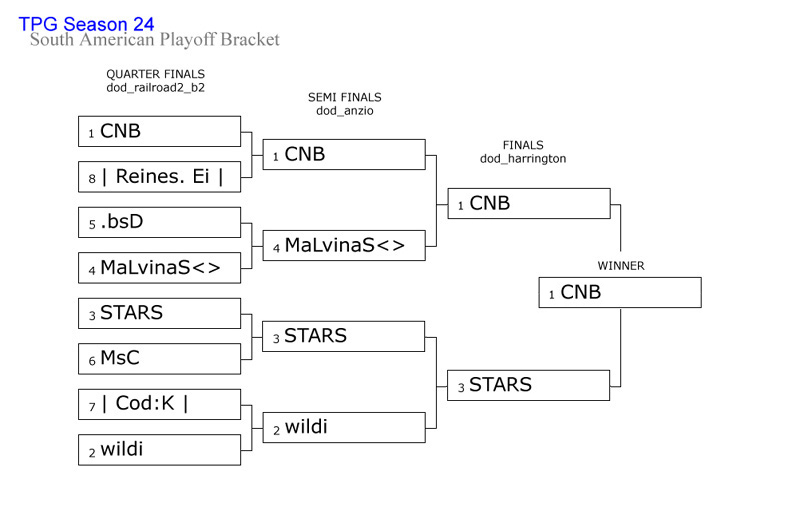 TPG Season 24
South American Playoff Bracket
QUARTER FINALS
dod_railroad2_b2
1 CNB
8 | Reines. Ei |
5 .bsD
4 MaLvinaS<>
3 STARS
6 MsC
7 | Cod:K |
2 wildi
SEMI FINALS
dod_anzio
1 CNB
4 MaLvinaS<>
3 STARS
2 wildi
FINALS
dod_harrington
1 CNB
3 STARS
WINNER
1 CNB